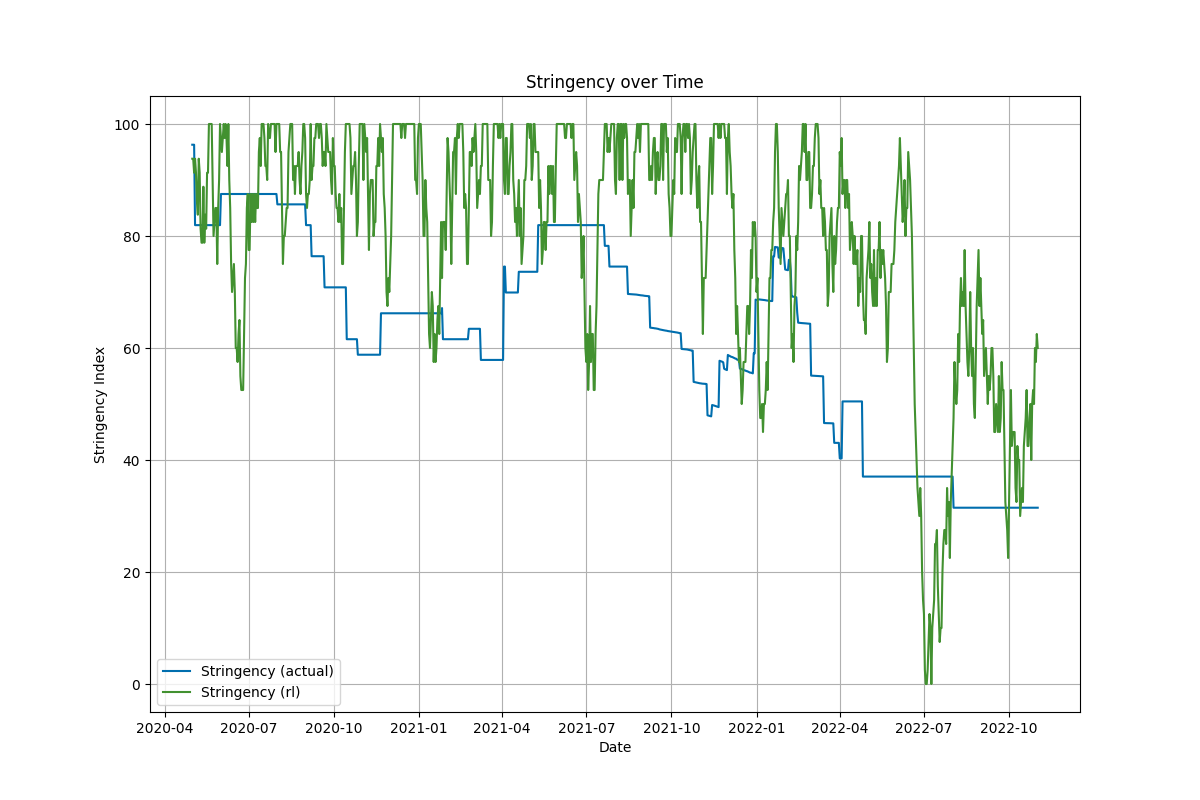 Stringency over Time
Stringency Index
100
80
60
40
20
0
Stringency (actual)
Stringency (rl)
2020-04 2020-07 2020-10 2021-01 2021-04 2021-07 2021-10 2022-01 2022-04 2022-07 2022-10
Date